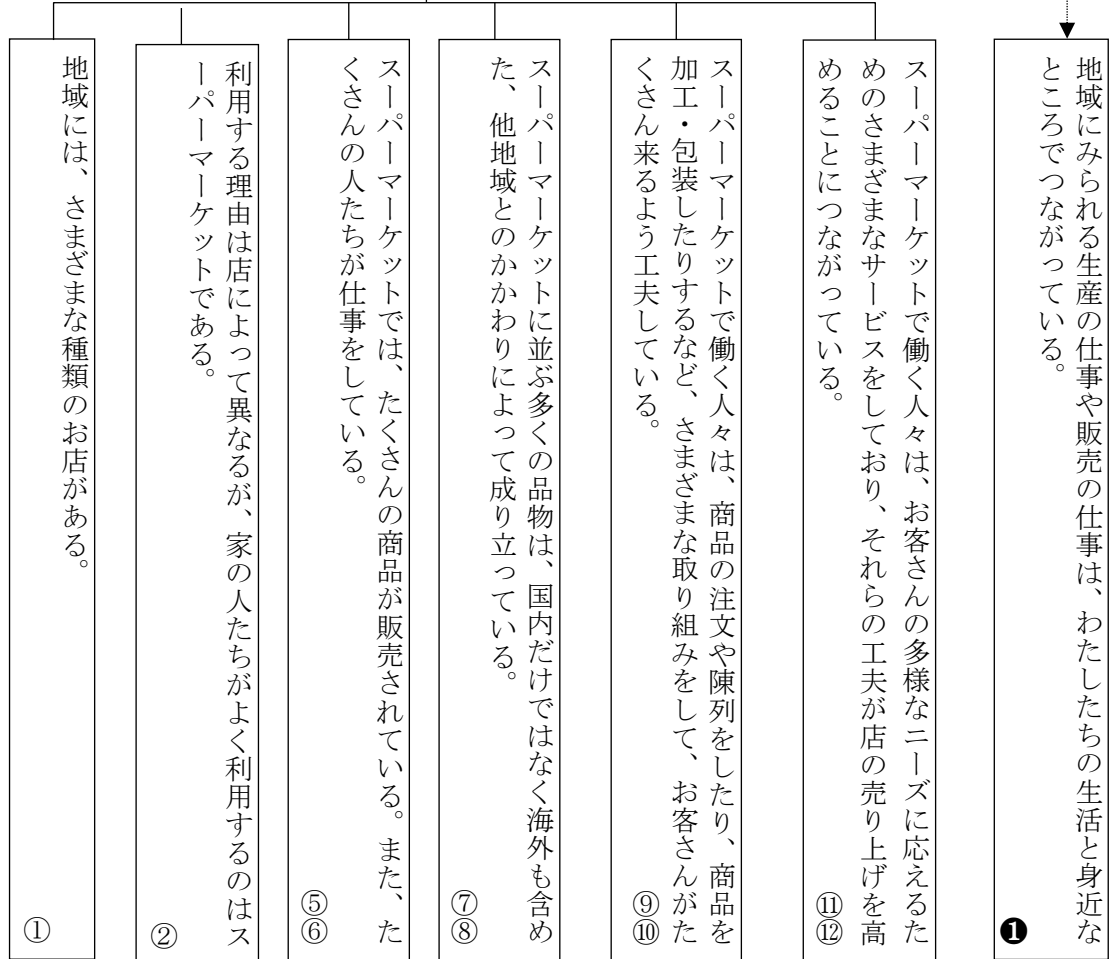 地域にみられる生産の仕事や販売の仕事は、わたしたちの生活と身近な
ところでつながっている。
❶
スーパーマーケットで働く人々は、お客さんの多様なニーズに応えるた
めのさまざまなサービスをしており、それらの工夫が店の売り上げを高
めることにつながっている。
⑪
⑫
スーパーマーケットで働く人々は、商品の注文や陳列をしたり、商品を
加工・包装したりするなど、さまざまな取り組みをして、お客さんがた
くさん来るよう工夫している。
⑨
⑩
スーパーマーケットに並ぶ多くの品物は、国内だけではなく海外も含め
た、他地域とのかかわりによって成り立っている。
⑦
⑧
スーパーマーケットでは、たくさんの商品が販売されている。また、た
くさんの人たちが仕事をしている。
⑤
⑥
利用する理由は店によって異なるが、家の人たちがよく利用するのはス
ーパーマーケットである。
②
地域には、さまざまな種類のお店がある。
①